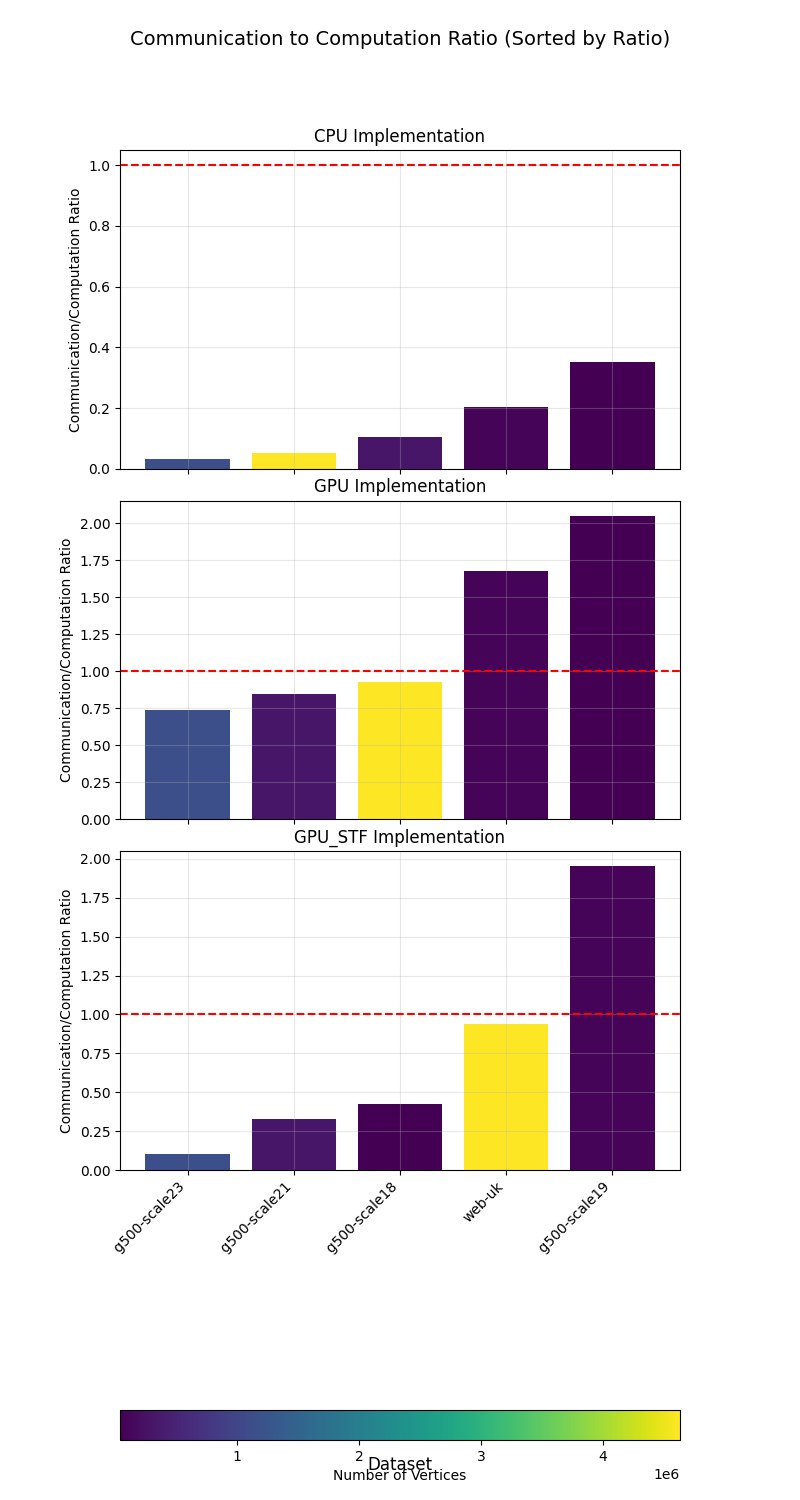 Communication to Computation Ratio (Sorted by Ratio)
CPU Implementation
Communication/Computation Ratio
1.0
0.8
0.6
0.4
0.2
0.0
GPU Implementation
Communication/Computation Ratio
2.00
1.75
1.50
1.25
1.00
0.75
0.50
0.25
0.00
GPU_STF Implementation
Communication/Computation Ratio
2.00
1.75
1.50
1.25
1.00
0.75
0.50
0.25
0.00
g500-scale23
g500-scale21
g500-scale18
web-uk
g500-scale19
1 2 3 4
Dataset
Number of Vertices
1e6